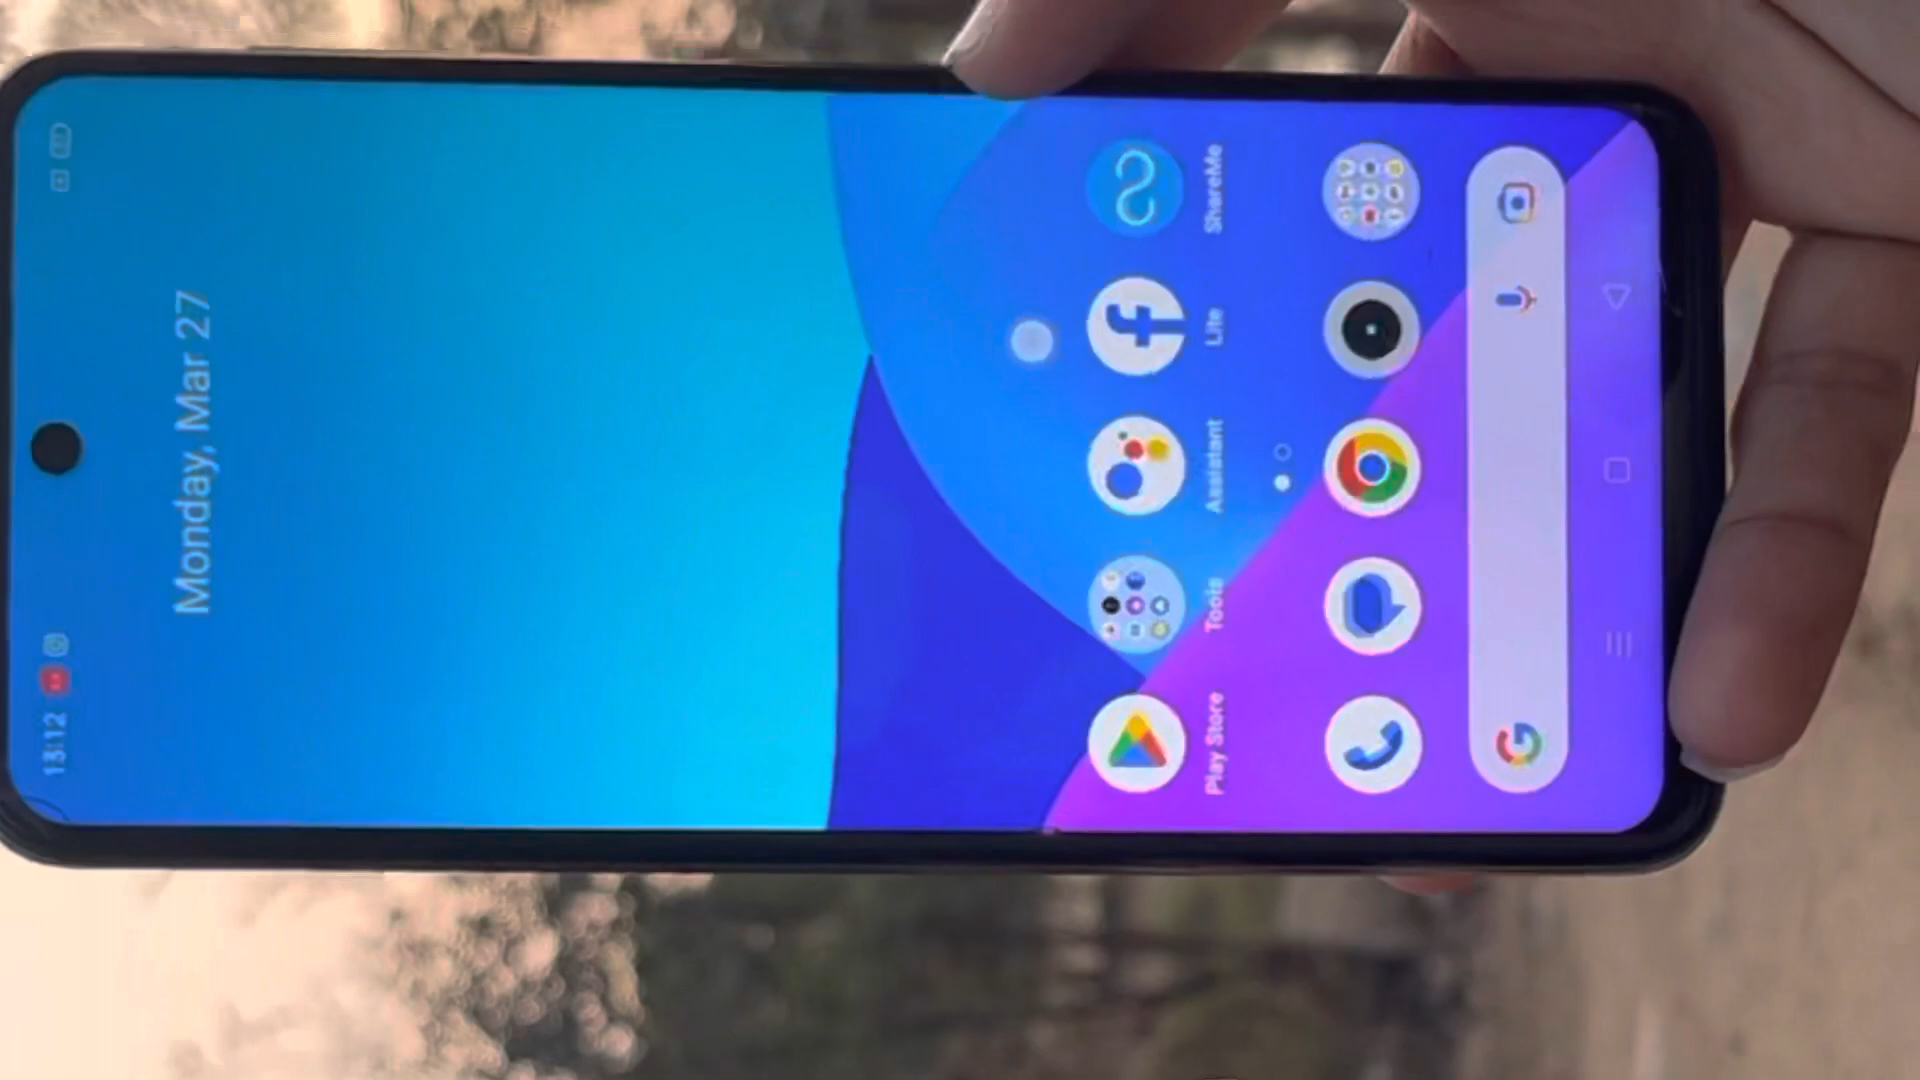 13:12
Monday, Mar 27
Play Store
Tools
Assistant
Lite
ShareMe